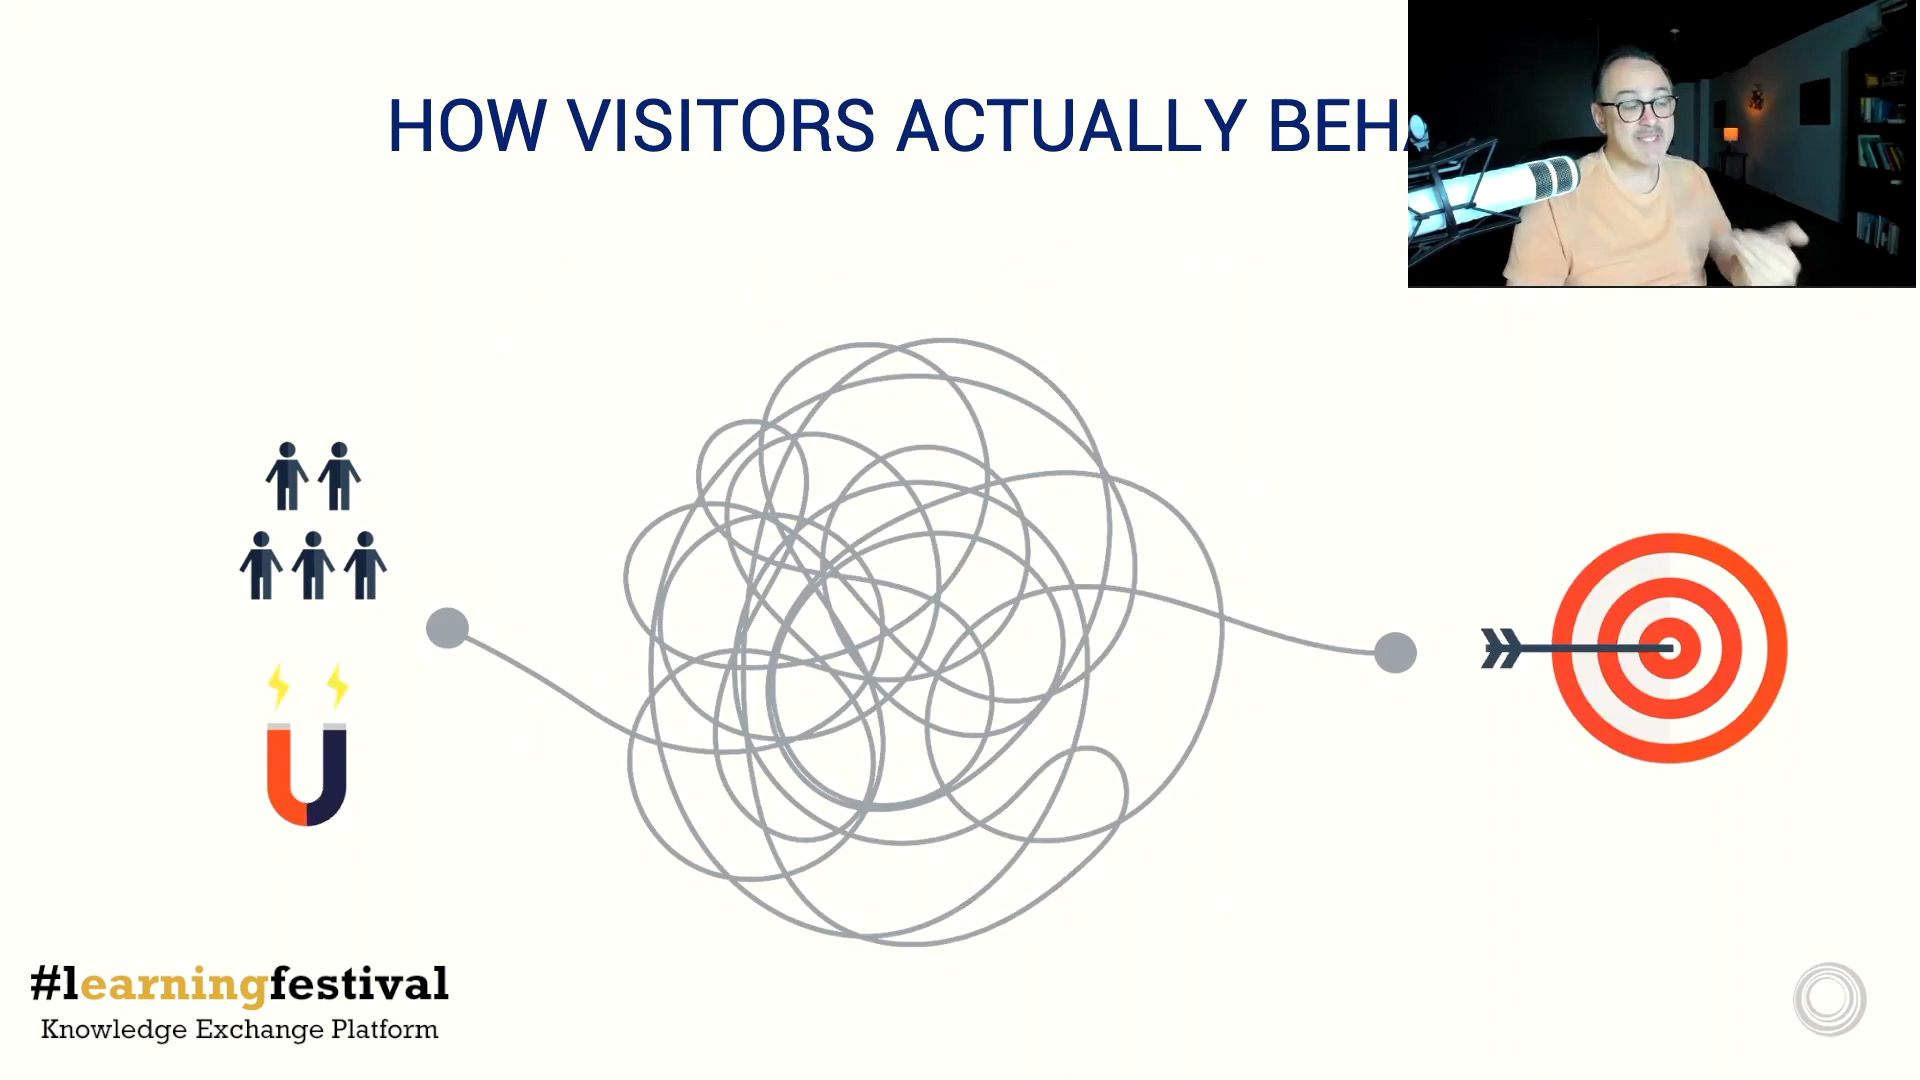 HOW VISITORS ACTUALLY BEH
#learningfestival
Knowledge Exchange Platform